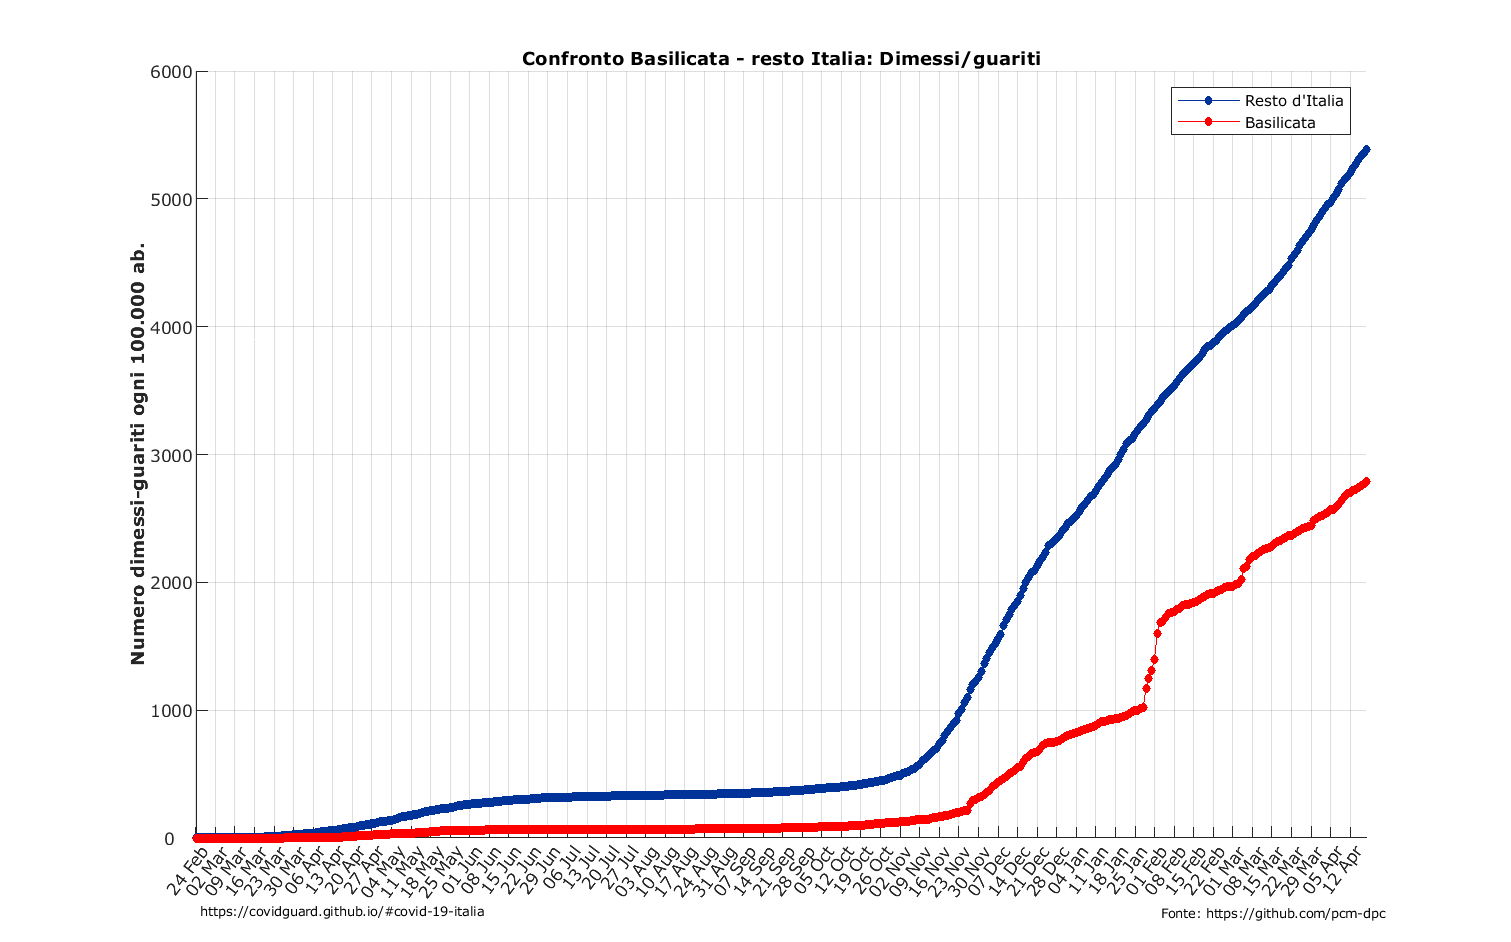 Confronto Basilicata - resto Italia: Dimessi/guariti
Resto d'Italia
Basilicata
Numero dimessi-guariti ogni 100.000 ab.
6000
5000
4000
3000
2000
1000
0
24 Feb
02 Mar
09 Mar
16 Mar
23 Mar
30 Mar
06 Apr
13 Apr
20 Apr
27 Apr
04 May
11 May
18 May
25 May
01 Jun
08 Jun
15 Jun
22 Jun
29 Jun
06 Jul
13 Jul
20 Jul
27 Jul
03 Aug
10 Aug
17 Aug
24 Aug
31 Aug
07 Sep
14 Sep
21 Sep
28 Sep
05 Oct
12 Oct
19 Oct
26 Oct
02 Nov
09 Nov
16 Nov
23 Nov
30 Nov
07 Dec
14 Dec
21 Dec
28 Dec
04 Jan
11 Jan
18 Jan
25 Jan
01 Feb
08 Feb
15 Feb
22 Feb
01 Mar
08 Mar
15 Mar
22 Mar
29 Mar
05 Apr
12 Apr
https://covidguard.github.io/#covid-19-italia
Fonte: https://github.com/pcm-dpc